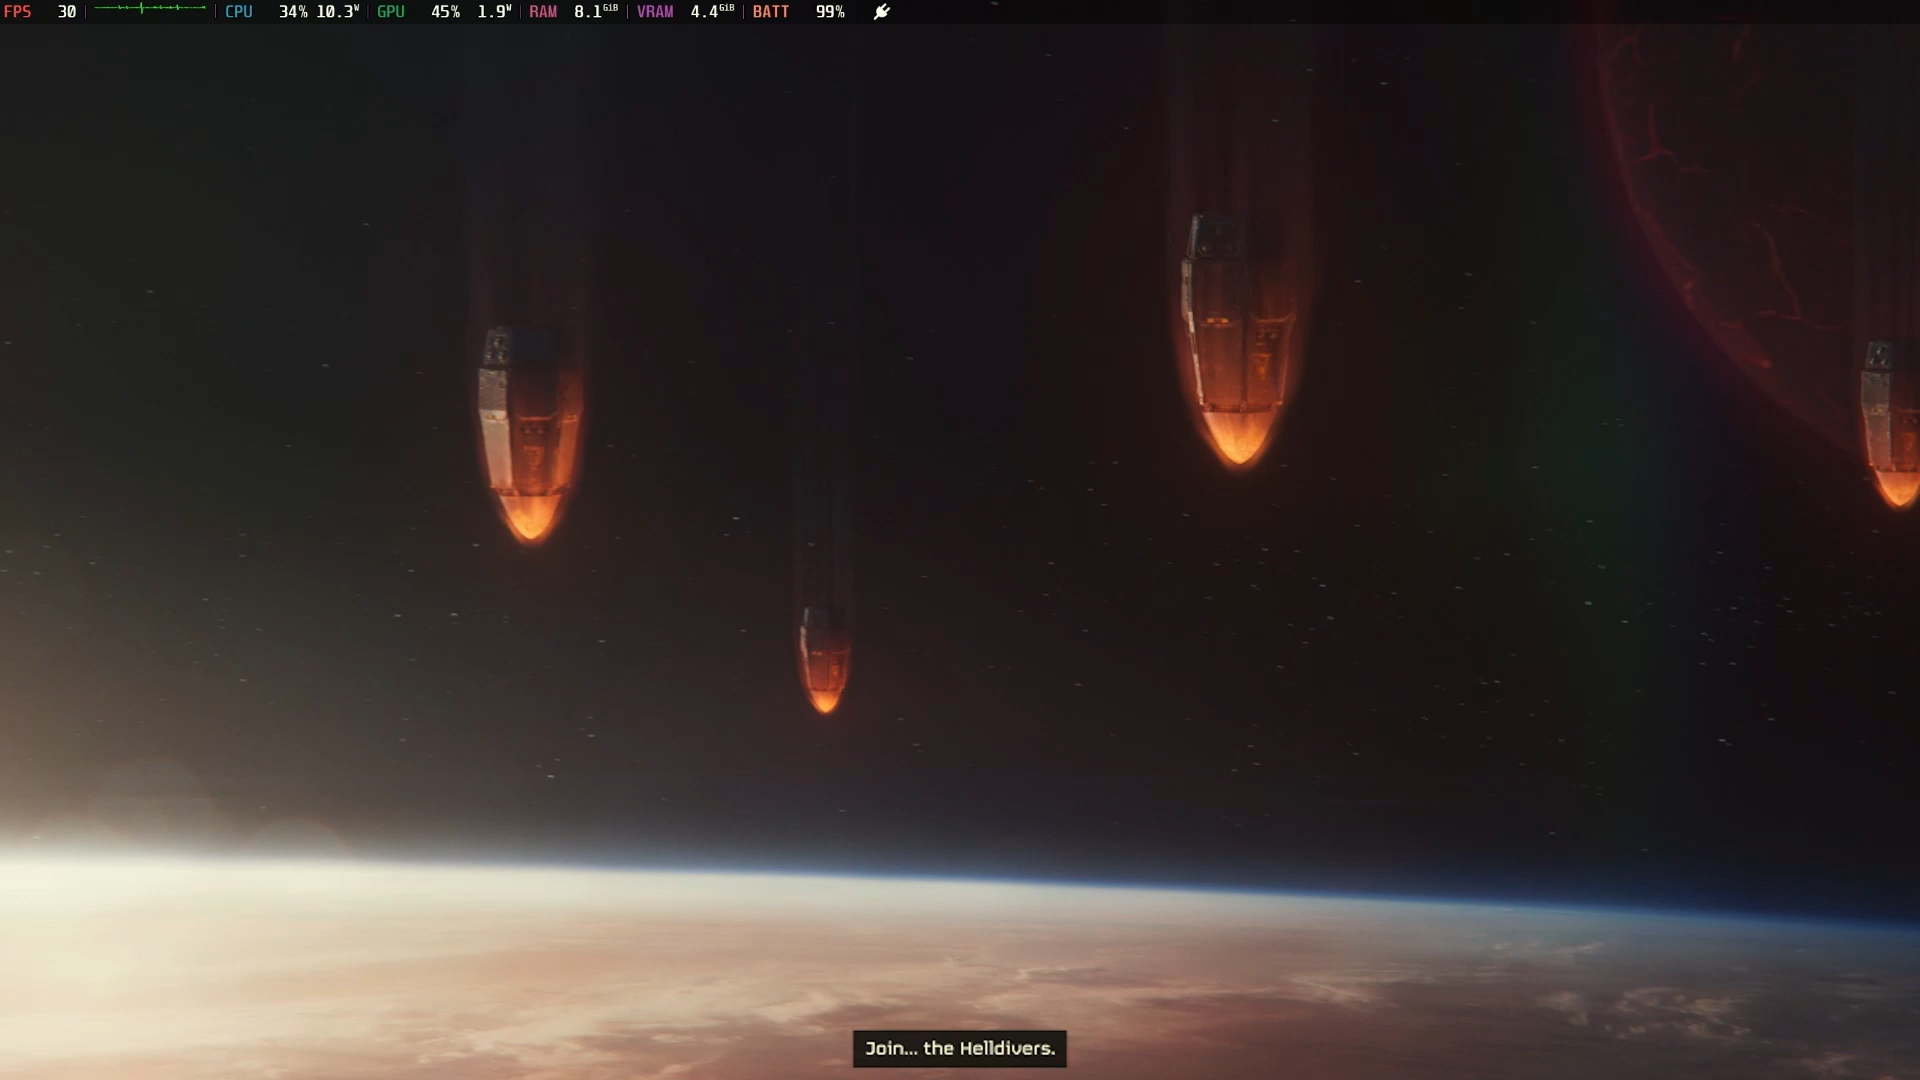 FPS 30 CPU 34% 10.3W GPU 45% 1.9W RAM 8.1GiB VRAM 4.4GiB BATT 99%
Join... the Helldivers.